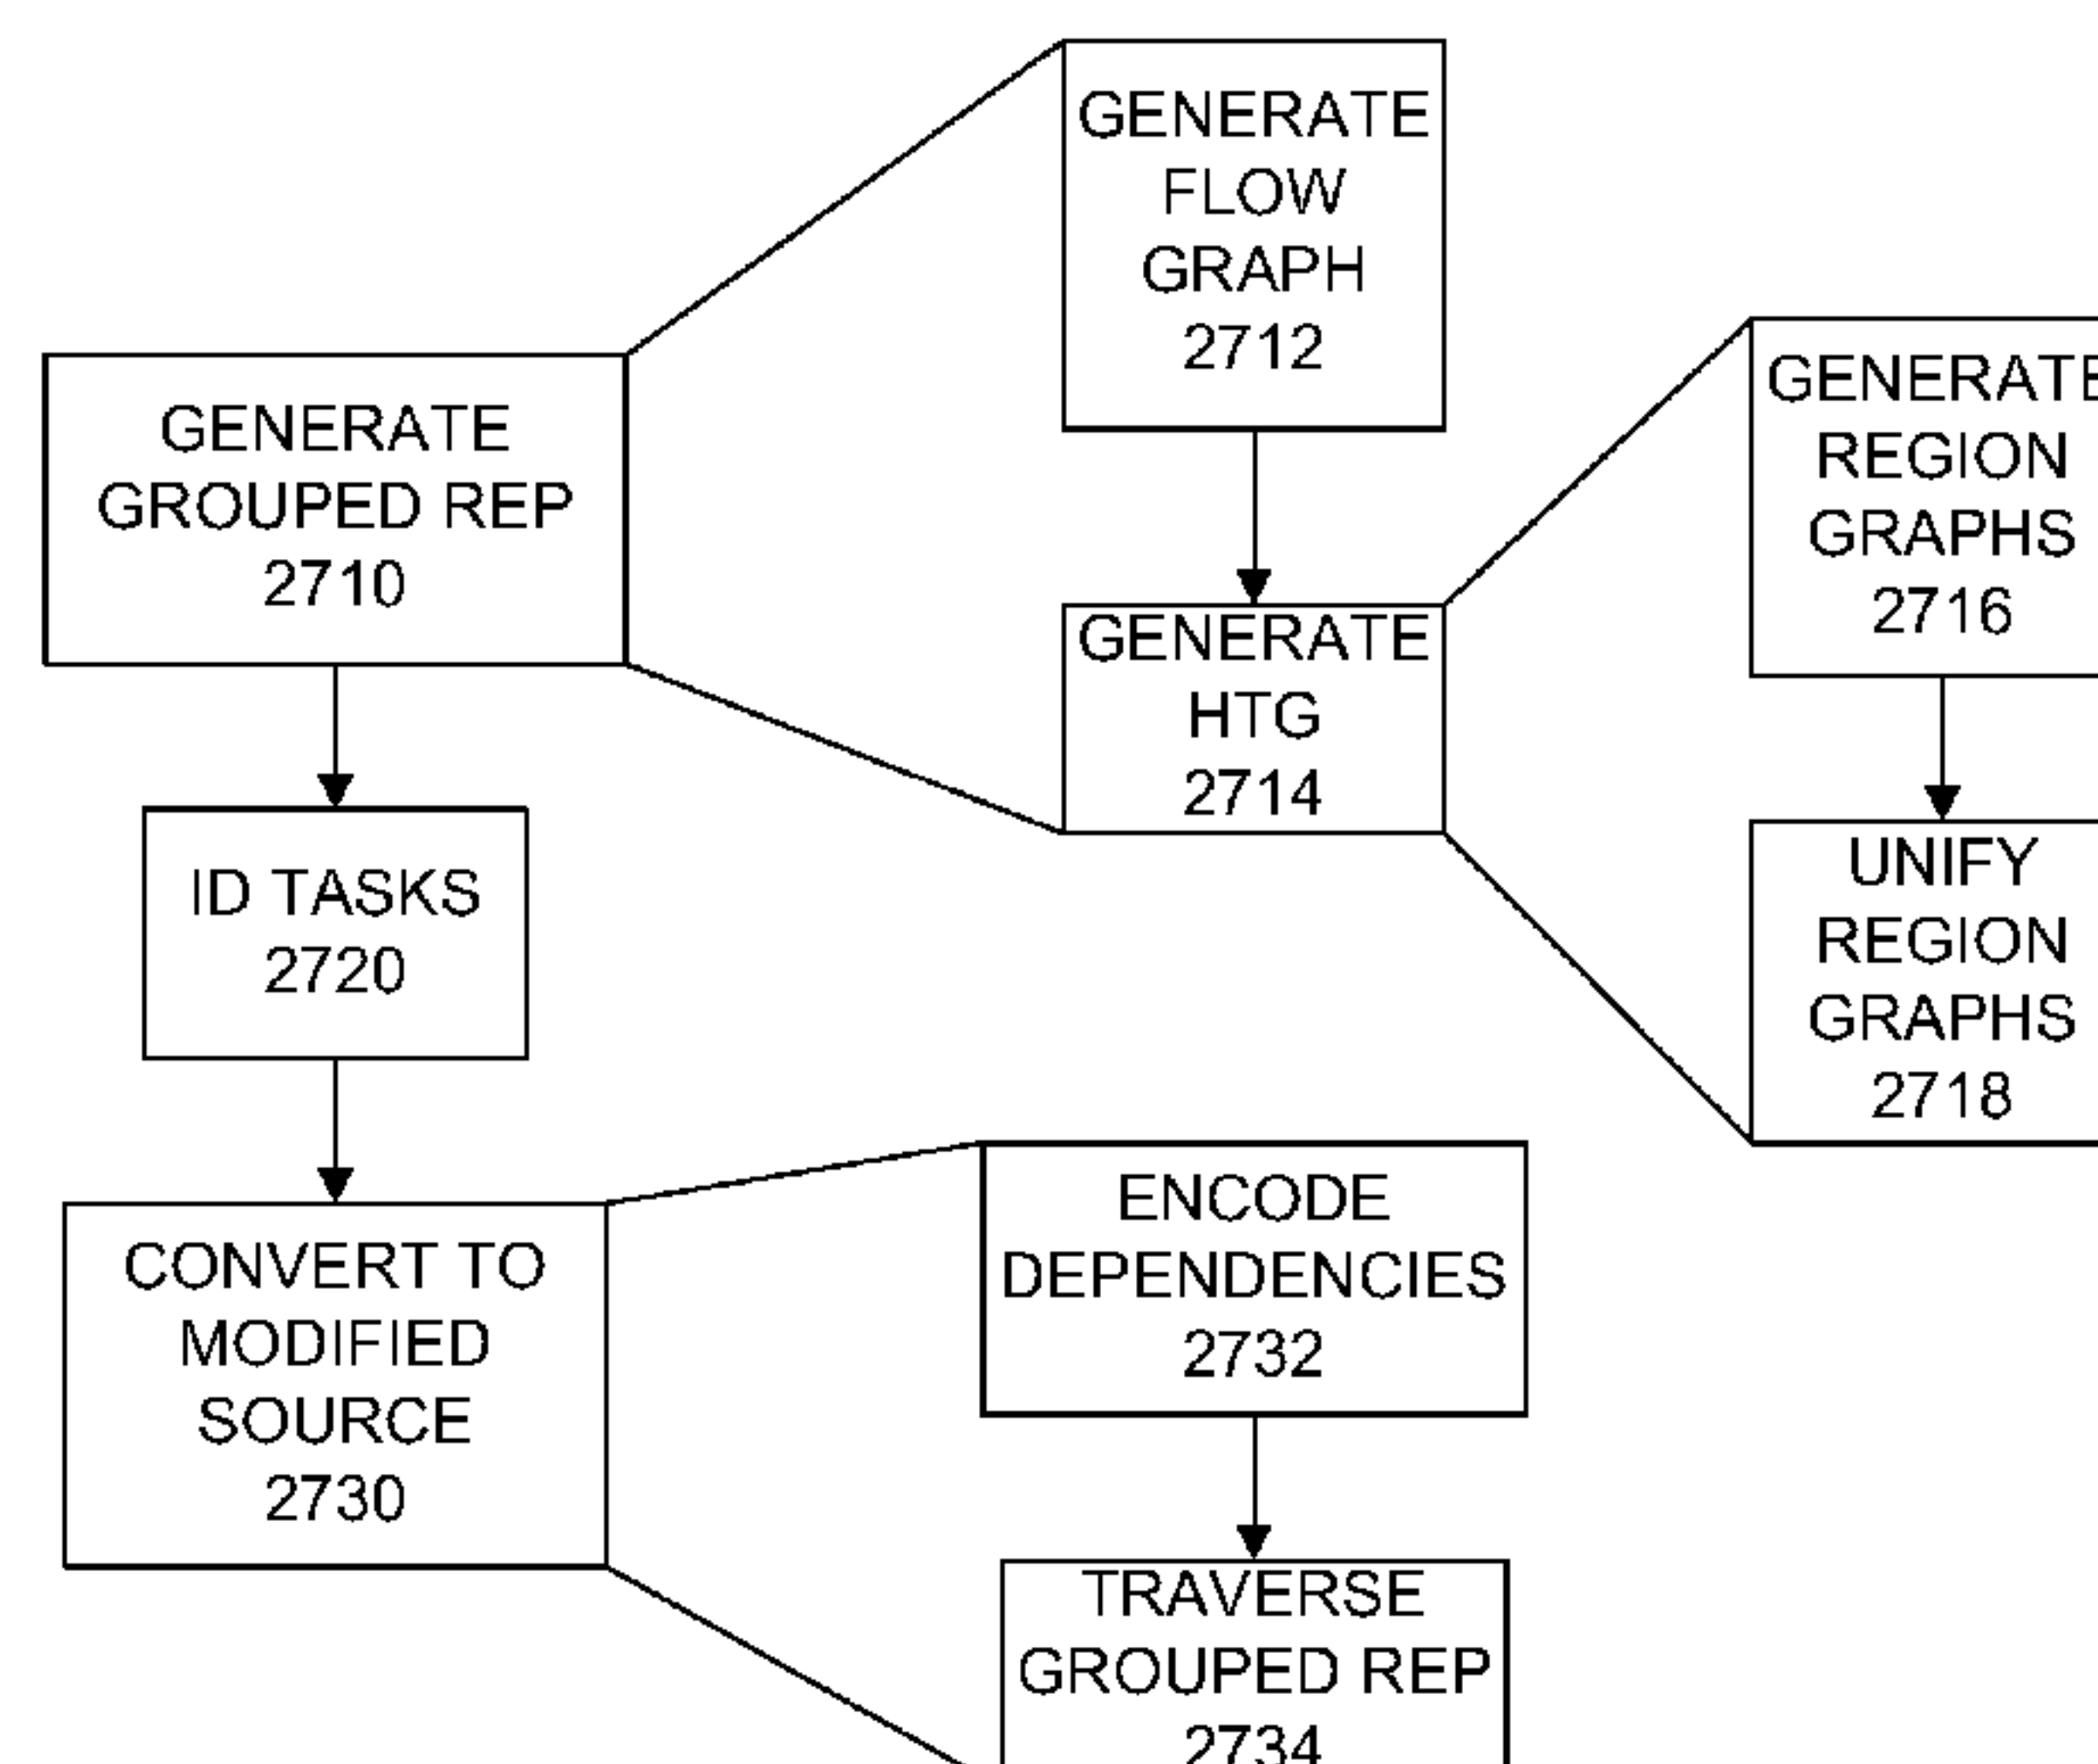 GENERATE
FLOW
GRAPH
2712
GENERATE
GROUPED REP
2710
GENERATE
REGION
GRAPHS
2716
GENERATE
HTG
2714
ID TASKS
2720
UNIFY
REGION
GRAPHS
2718
CONVERT TO
MODIFIED
SOURCE
2730
ENCODE
DEPENDENCIES
2732
TRAVERSE
GROUPED REP
2734